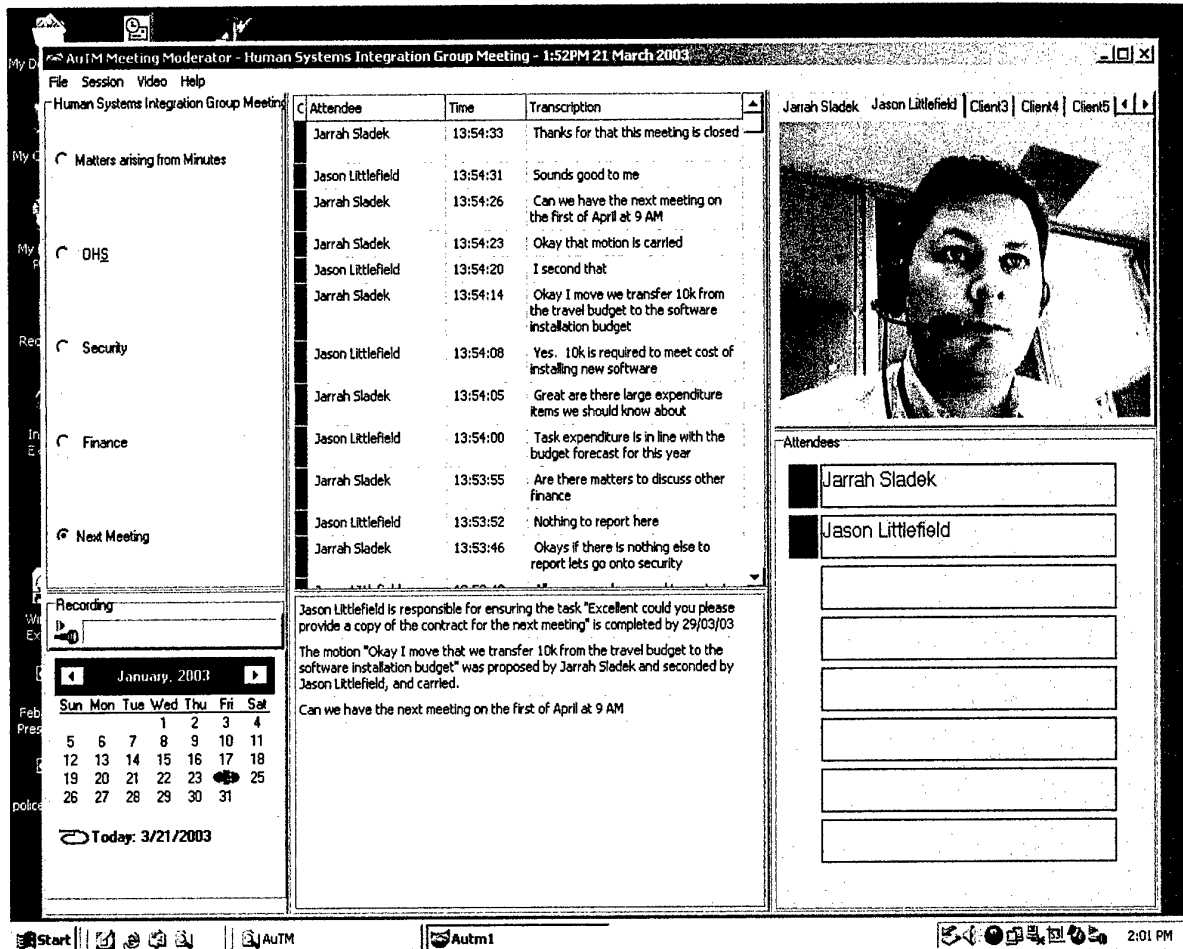 AuTM Meeting Moderator - Human Systems Integration Group Meeting - 1:52PM 21 March 2003
File Session Video Help
Human Systems Integration Group Meeting
Matters arising from Minutes
OHS
Security
Finance
Next Meeting
Recording
January, 2003
Sun Mon Tue Wed Thu Fri Sat
1 2 3 4
5 6 7 8 9 10 11
12 13 14 15 16 17 18
19 20 21 22 23 25
26 27 28 29 30 31
Today: 3/21/2003
C Attendee Time Transcription
Jarrah Sladek 13:54:33 Thanks for that this meeting is closed
Jason Littlefield 13:54:31 Sounds good to me
Jarrah Sladek 13:54:26 Can we have the next meeting on
the first of April at 9 AM
Jarrah Sladek 13:54:23 Okay that motion is carried
Jason Littlefield 13:54:20 I second that
Jarrah Sladek 13:54:14 Okay I move we transfer 10k from
the travel budget to the software
installation budget
Jason Littlefield 13:54:08 Yes. 10k is required to meet cost of
installing new software
Jarrah Sladek 13:54:05 Great are there large expenditure
items we should know about
Jason Littlefield 13:54:00 Task expenditure is in line with the
budget forecast for this year
Jarrah Sladek 13:53:55 Are there matters to discuss other
finance
Jason Littlefield 13:53:52 Nothing to report here
Jarrah Sladek 13:53:46 Okays if there is nothing else to
report lets go onto security
Jason Littlefield is responsible for ensuring the task "Excellent could you please
provide a copy of the contract for the next meeting" is completed by 29/03/03
The motion "Okay I move that we transfer 10k from the travel budget to the
software installation budget" was proposed by Jarrah Sladek and seconded by
Jason Littlefield, and carried.
Can we have the next meeting on the first of April at 9 AM
Jarrah Sladek Jason Littlefield Client3 Client4 Client5
Attendees
Jarrah Sladek
Jason Littlefield
Start AuTM Autm1 2:01 PM